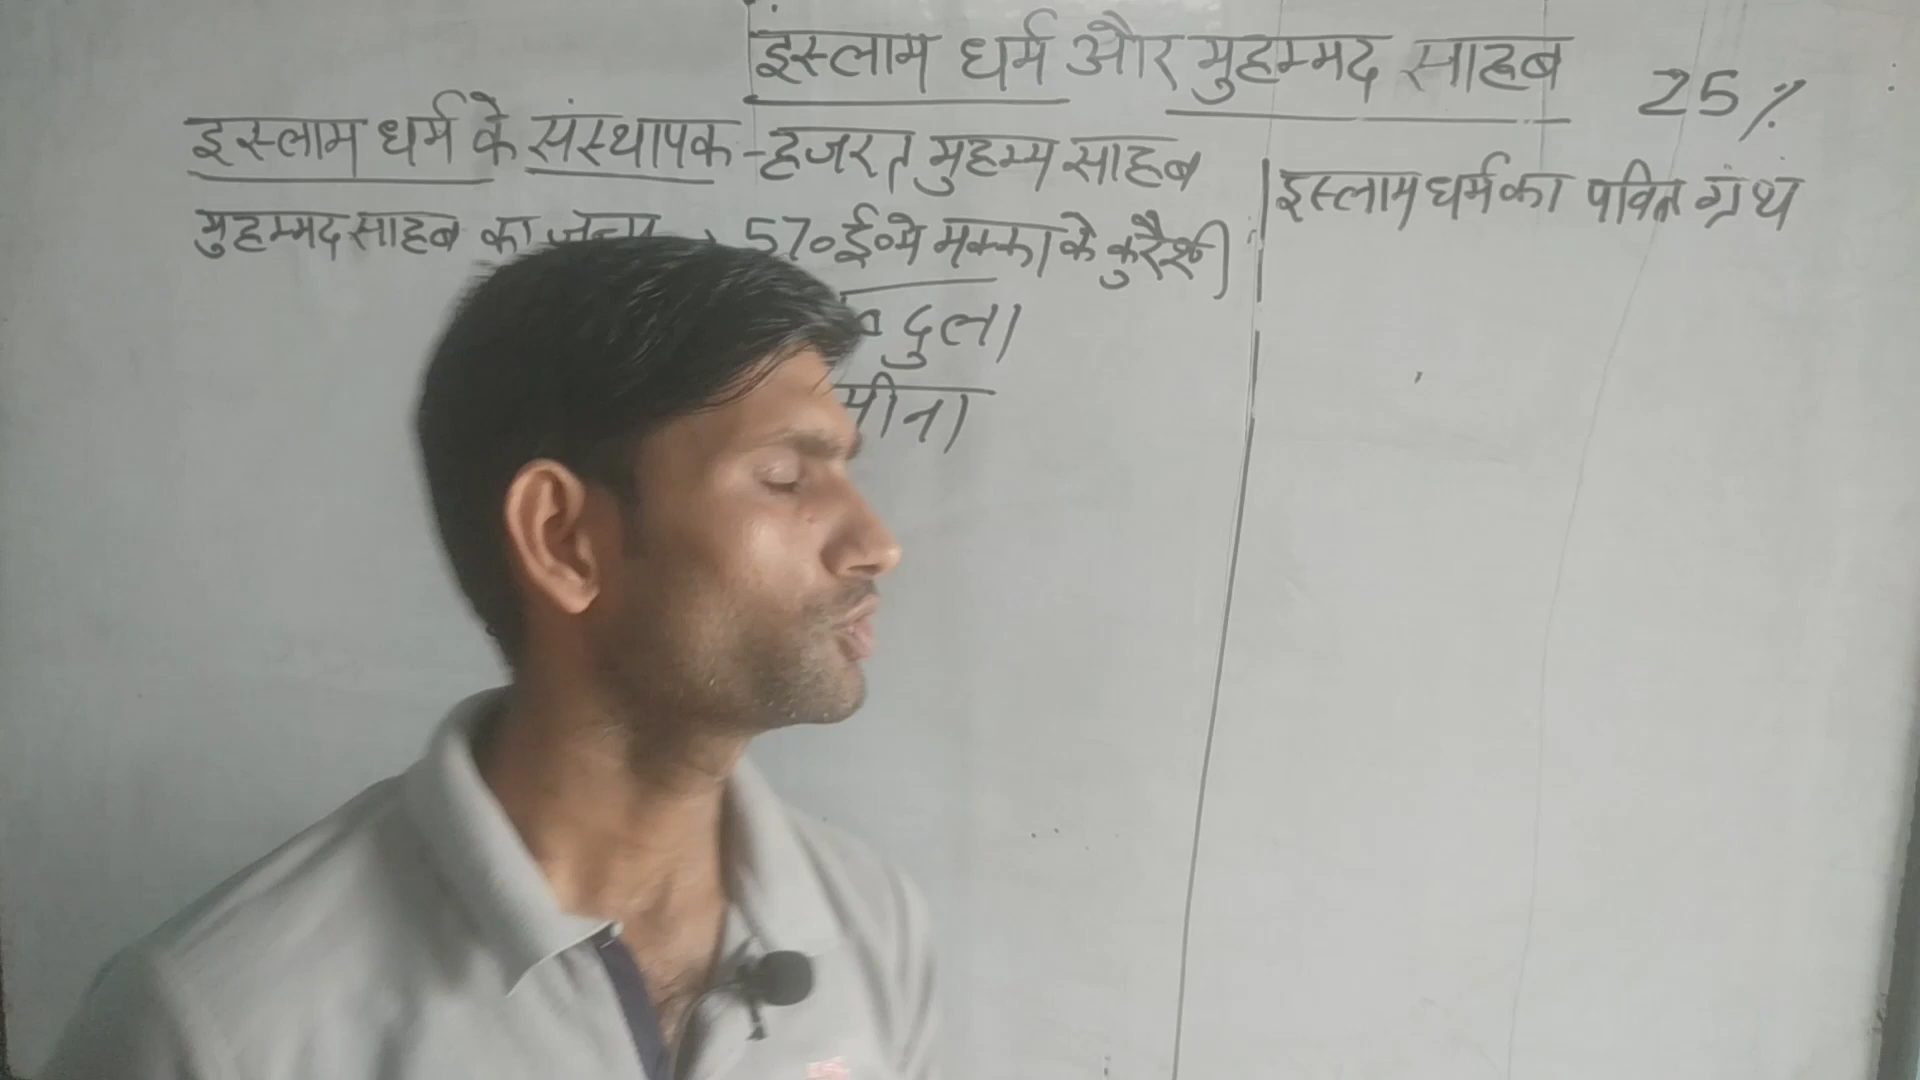 इस्लाम धर्म और मुहम्मद साहब
25%
इस्लाम धर्म के संस्थापक - हजरत मुहम्म साहब
मुहम्मद साहब का जन्म 570 ई० मे मक्का के कुरैशी
दुला
मीना
इस्लाम धर्म का पवित्र ग्रंथ